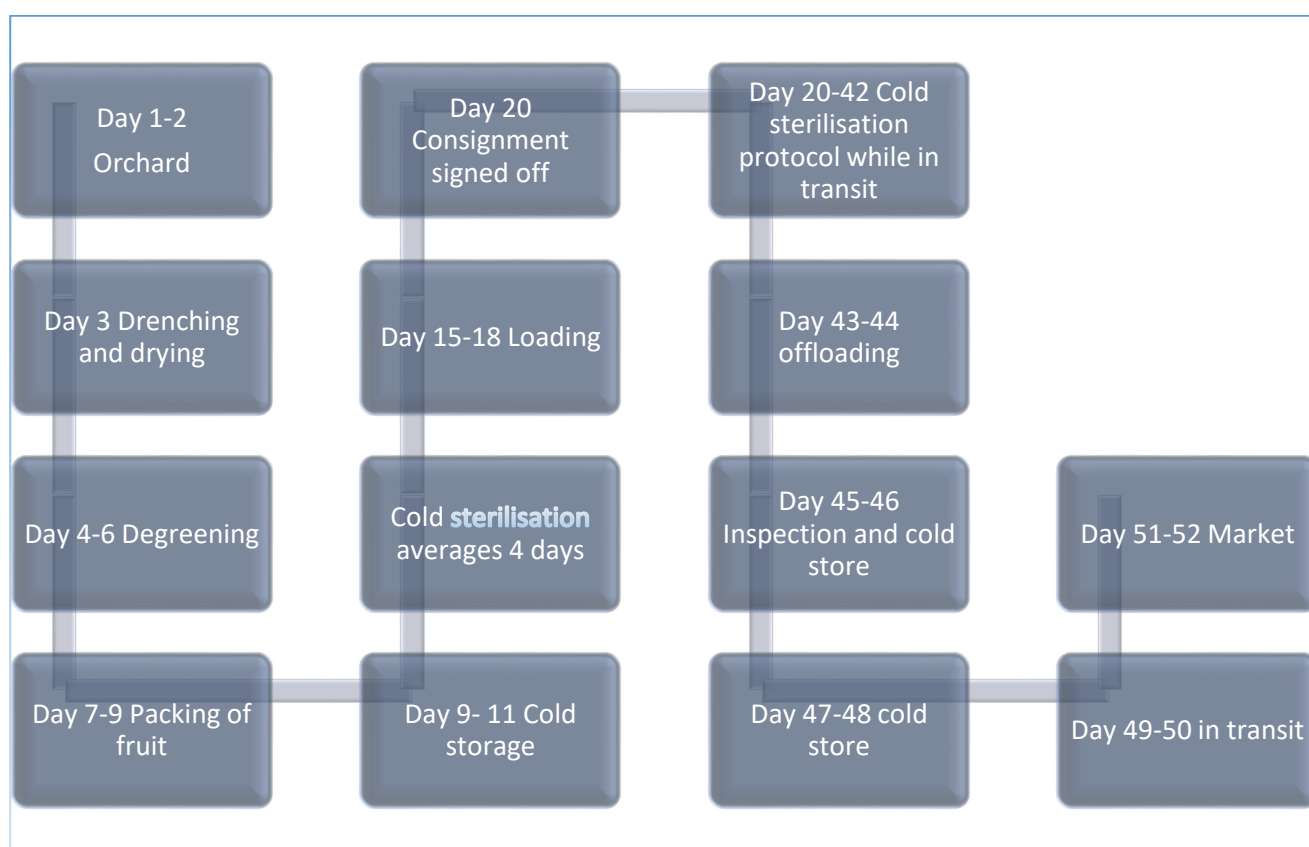 Day 1-2
Orchard
Day 3 Drenching
and drying
Day 4-6 Degreening
Day 7-9 Packing of
fruit
Day 9- 11 Cold
storage
Cold sterilisation
averages 4 days
Day 15-18 Loading
Day 20
Consignment
signed off
Day 20-42 Cold
sterilisation
protocol while in
transit
Day 43-44
offloading
Day 45-46
Inspection and cold
store
Day 47-48 cold
store
Day 49-50 in transit
Day 51-52 Market